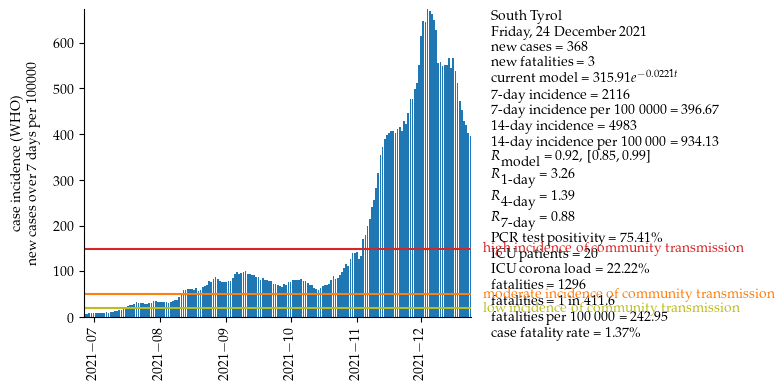 600
500
400
300
200
100
0
case incidence (WHO)
new cases over 7 days per 100000
2021−07
2021−08
2021−09
2021−10
2021−11
2021−12
South Tyrol
Friday, 24 December 2021
new cases = 368
new fatalities = 3
current model = 315.91e^{−0.0221t}
7-day incidence = 2116
7-day incidence per 100 0000 = 396.67
14-day incidence = 4983
14-day incidence per 100 000 = 934.13
R_model = 0.92, [0.85, 0.99]
R_1-day = 3.26
R_4-day = 1.39
R_7-day = 0.88
PCR test positivity = 75.41%
high incidence of community transmission
ICU patients = 20
ICU corona load = 22.22%
fatalities = 1296
moderate incidence of community transmission
fatalities = 1 in 411.6
low incidence of community transmission
fatalities per 100 000 = 242.95
case fatality rate = 1.37%